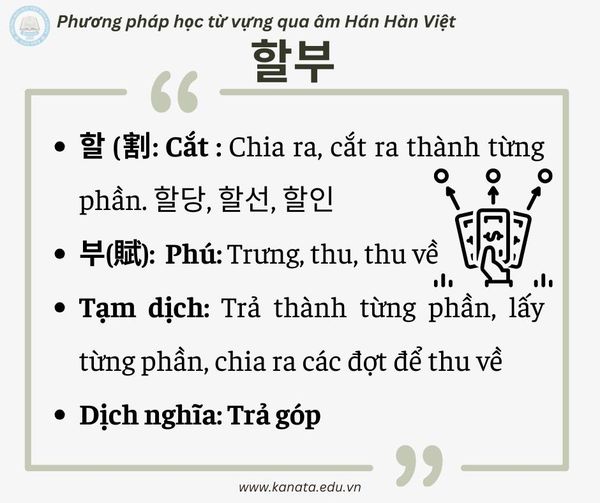 Phương pháp học từ vựng qua âm Hán Hàn Việt
할부
• 할 (割: Cắt : Chia ra, cắt ra thành từng
phần. 할당, 할선, 할인
• 부(賦): Phú: Trưng, thu, thu về
• Tạm dịch: Trả thành từng phần, lấy
từng phần, chia ra các đợt để thu về
• Dịch nghĩa: Trả góp
www.kanata.edu.vn